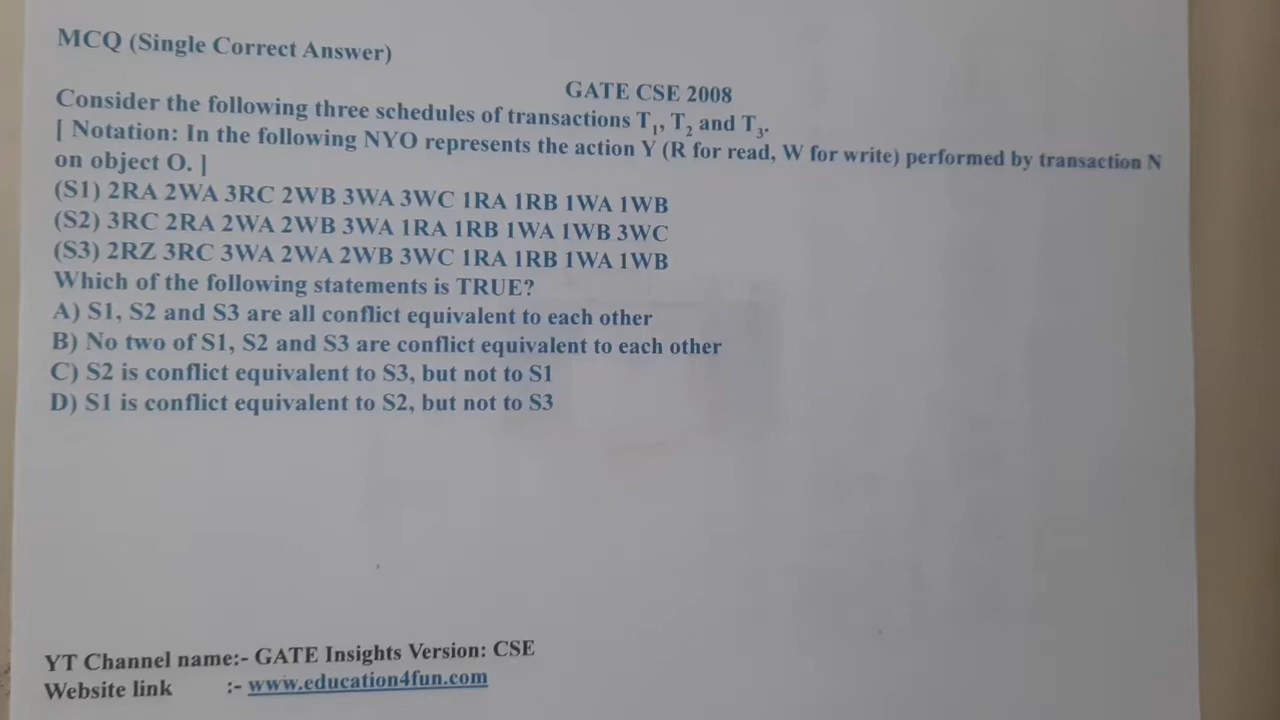 MCQ (Single Correct Answer)
GATE CSE 2008
Consider the following three schedules of transactions T₁, T₂ and T₃.
[ Notation: In the following NYO represents the action Y (R for read, W for write) performed by transaction N
on object O. ]
(S1) 2RA 2WA 3RC 2WB 3WA 3WC 1RA 1RB 1WA 1WB
(S2) 3RC 2RA 2WA 2WB 3WA 1RA 1RB 1WA 1WB 3WC
(S3) 2RZ 3RC 3WA 2WA 2WB 3WC 1RA 1RB 1WA 1WB
Which of the following statements is TRUE?
A) S1, S2 and S3 are all conflict equivalent to each other
B) No two of S1, S2 and S3 are conflict equivalent to each other
C) S2 is conflict equivalent to S3, but not to S1
D) S1 is conflict equivalent to S2, but not to S3
YT Channel name:- GATE Insights Version: CSE
Website link :- www.education4fun.com